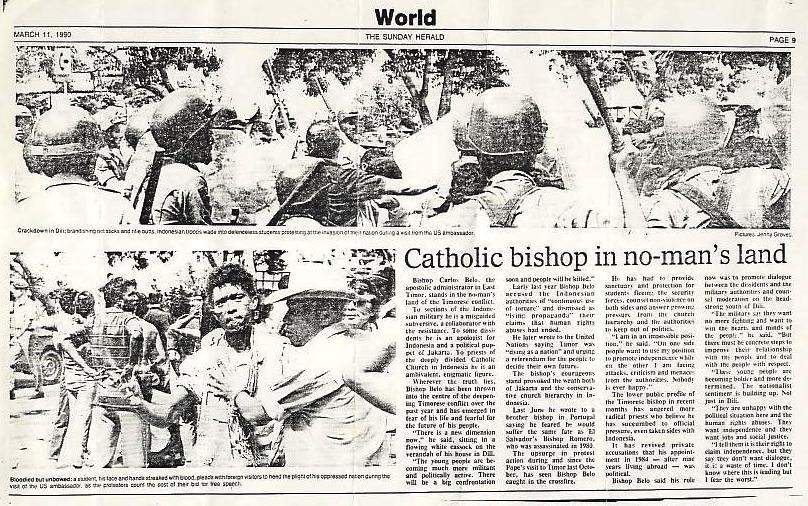 World
MARCH 11, 1990
THE SUNDAY HERALD
PAGE 9
Crackdown in Dili: brandishing sticks and rifle butts, Indonesian troops wade into defenceless students protesting at the invasion of their nation during a visit from the US ambassador.
Pictures: Jenny Groves
Catholic bishop in no-man's land
Bloodied but unbowed: a student, his face and hands streaked with blood, pleads with foreign visitors to heed the plight of his oppressed nation during the
visit of the US ambassador, as the protesters count the cost of their bid for free speech.
Bishop Carlos Belo, the
apostolic administrator in East
Timor, stands in the no-man's
land of the Timorese conflict.
To sections of the Indone-
sian military he is a misguided
subversive, a collaborator with
the resistance. To some dissi-
dents he is an apologist for
Indonesia and a political pup-
pet of Jakarta. To priests of
the deeply divided Catholic
Church in Indonesia he is an
ambivalent, enigmatic figure.
Wherever the truth lies,
Bishop Belo has been thrown
into the centre of the deepen-
ing Timorese conflict over the
past year and has emerged in
fear of his life and fearful for
the future of his people.
"There is a new dimension
now," he said, sitting in a
flowing white cassock on the
verandah of his house in Dili.
"The young people are be-
coming much more militant
and politically active. There
will be a big confrontation
soon and people will be killed."
Early last year Bishop Belo
accused the Indonesian
authorities of "continuous use
of torture" and dismissed as
"lying propaganda" their
claims that human rights
abuses had ended.
He later wrote to the United
Nations saying Timor was
"dying as a nation" and urging
a referendum for the people to
decide their own future.
The bishop's courageous
stand provoked the wrath both
of Jakarta and the conserva-
tive church hierarchy in In-
donesia.
Last June he wrote to a
brother bishop in Portugal
saying he feared he would
suffer the same fate as El
Salvador's Bishop Romero,
who was assassinated in 1980.
The upsurge in protest
action during and since the
Pope's visit to Timor last Octo-
ber, has seen Bishop Belo
caught in the crossfire.
He has had to provide
sanctuary and protection for
students fleeing the security
forces, counsel non-violence on
both sides and answer growing
pressure from the church
hierarchy and the authorities
to keep out of politics.
"I am in an impossible posi-
tion," he said. "On one side
people want to use my position
to promote independence while
on the other I am facing
attacks, criticism and menaces
from the authorities. Nobody
is ever happy."
The lower public profile of
the Timorese bishop in recent
months has angered more
radical priests who believe he
has succumbed to official
pressure, even taken sides with
Indonesia.
It has revived private
accusations that his appoint-
ment in 1984 — after nine
years living abroad — was
political.
Bishop Belo said his role
now was to promote dialogue
between the dissidents and the
military authorities and coun-
sel moderation on the head-
strong youth of Dili.
"The military say they want
no more fighting and want to
win the hearts and minds of
the people," he said. "But
there must be concrete steps to
improve their relationship
with the people and to deal
with the people with respect.
"These young people are
becoming bolder and more de-
termined. The nationalist
sentiment is building up. Not
just in Dili.
"They are unhappy with the
political situation here and the
human rights abuses. They
want independence and they
want jobs and social justice.
"I tell them it is their right to
claim independence, but they
say they don't want dialogue,
it is a waste of time. I don't
know where this is leading but
I fear the worst."